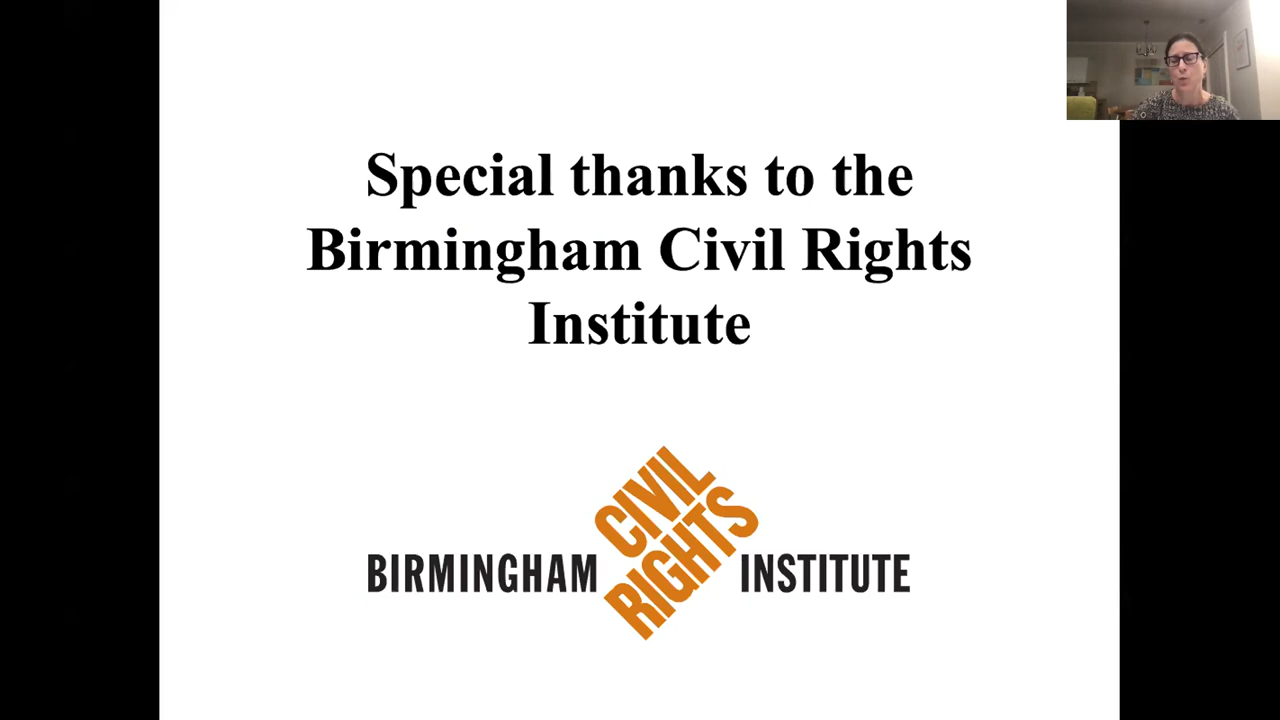 Special thanks to the
Birmingham Civil Rights
Institute
CIVIL
RIGHTS
BIRMINGHAM INSTITUTE